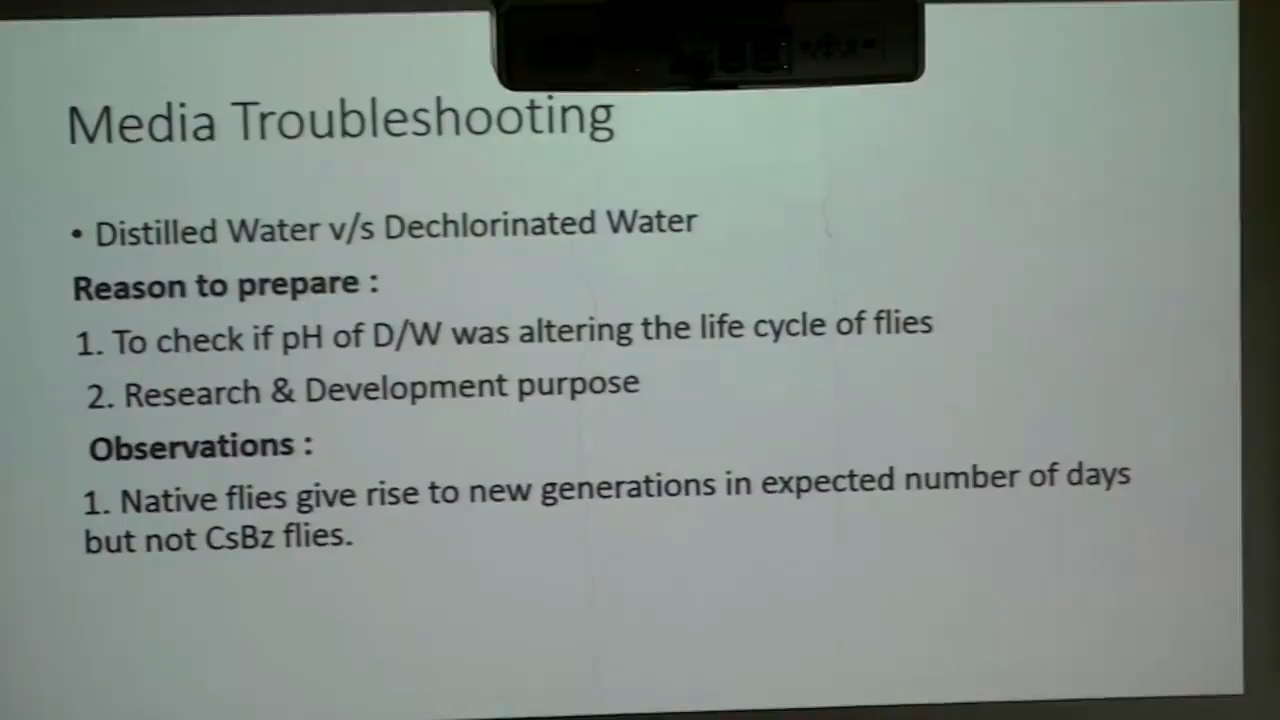 Media Troubleshooting
• Distilled Water v/s Dechlorinated Water
Reason to prepare :
1. To check if pH of D/W was altering the life cycle of flies
2. Research & Development purpose
Observations :
1. Native flies give rise to new generations in expected number of days
but not CsBz flies.